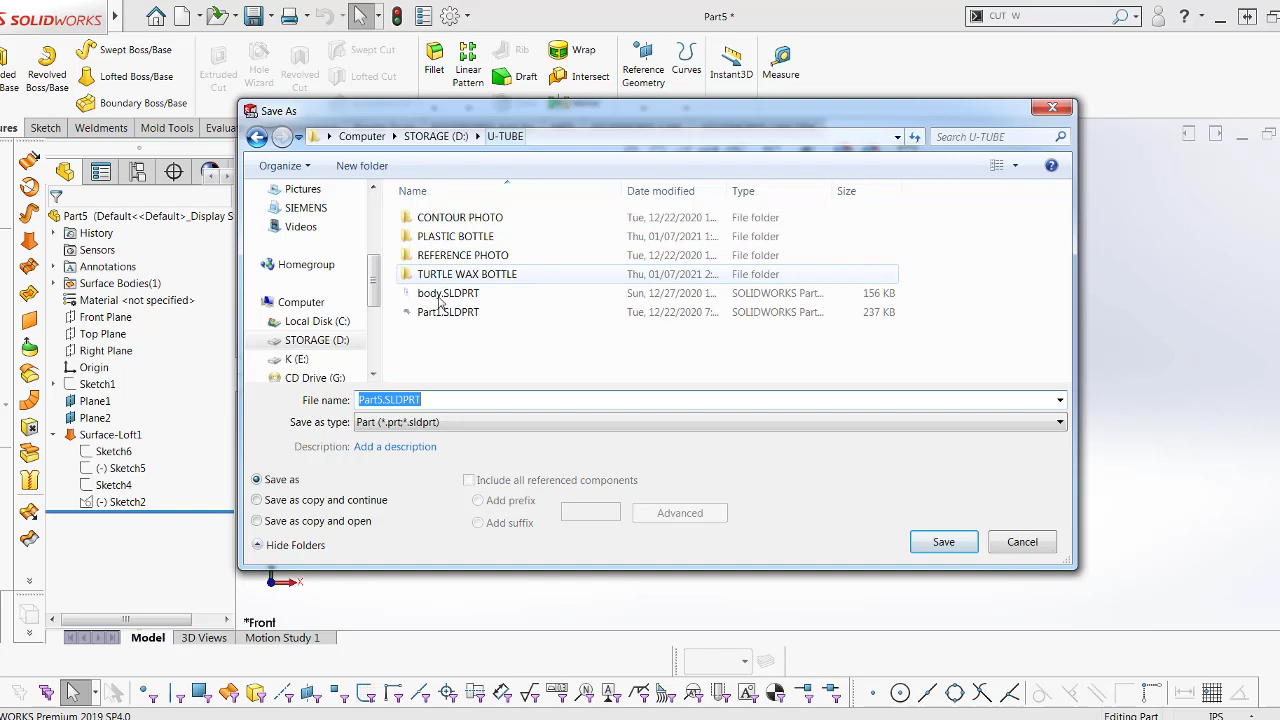 SOLIDWORKS
Part5 *
CUT W
Swept Boss/Base
Lofted Boss/Base
Boundary Boss/Base
Revolved
Boss/Base
Extruded
Cut
Hole
Wizard
Revolved
Cut
Swept Cut
Lofted Cut
Fillet
Linear
Pattern
Rib
Draft
Wrap
Intersect
Reference
Geometry
Curves
Instant3D
Measure
Sketch
Weldments
Mold Tools
Save As
Computer
STORAGE (D:)
U-TUBE
Search U-TUBE
Organize
New folder
Pictures
SIEMENS
Videos
Homegroup
Computer
Local Disk (C:)
STORAGE (D:)
K (E:)
CD Drive (G:)
Name Date modified Type Size
CONTOUR PHOTO Tue, 12/22/2020 1... File folder
PLASTIC BOTTLE Thu, 01/07/2021 2:... File folder
REFERENCE PHOTO Tue, 12/22/2020 1... File folder
TURTLE WAX BOTTLE Thu, 01/07/2021 2:... File folder
body.SLDPRT Sun, 12/27/2020 1... SOLIDWORKS Part... 156 KB
Part1.SLDPRT Tue, 12/22/2020 7:... SOLIDWORKS Part... 237 KB
File name: Part5.SLDPRT
Save as type: Part (*.prt;*.sldprt)
Description: Add a description
Save as
Save as copy and continue
Save as copy and open
Include all referenced components
Add prefix
Add suffix
Advanced
Hide Folders
Save
Cancel
Part5 (Default<<Default>_Display S
History
Sensors
Annotations
Surface Bodies(1)
Material <not specified>
Front Plane
Top Plane
Right Plane
Origin
Sketch1
Plane1
Plane2
Surface-Loft1
Sketch6
(-) Sketch5
Sketch4
(-) Sketch2
X
*Front
Model
3D Views
Motion Study 1
WORKS Premium 2019 SP4.0
Editing Part
IPS